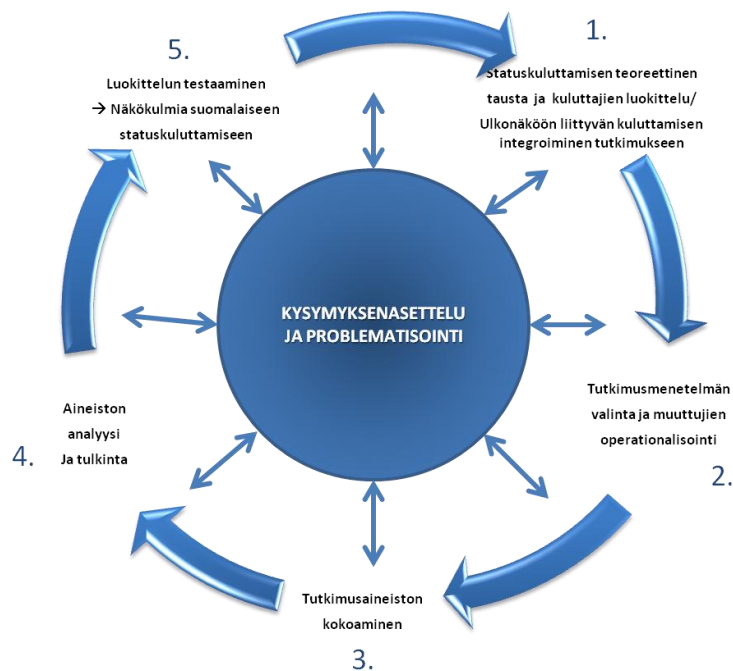 1.
Statuskuluttamisen teoreettinen
tausta ja kuluttajien luokittelu/
Ulkonäköön liittyvän kuluttamisen
integroiminen tutkimukseen
Tutkimusmenetelmän
valinta ja muuttujien
operationalisointi
2.
Tutkimusaineiston
kokoaminen
3.
Aineiston
analyysi
Ja tulkinta
4.
5.
Luokittelun testaaminen
→ Näkökulmia suomalaiseen
statuskuluttamiseen
KYSYMYKSENASETTELU
JA PROBLEMATISOINTI